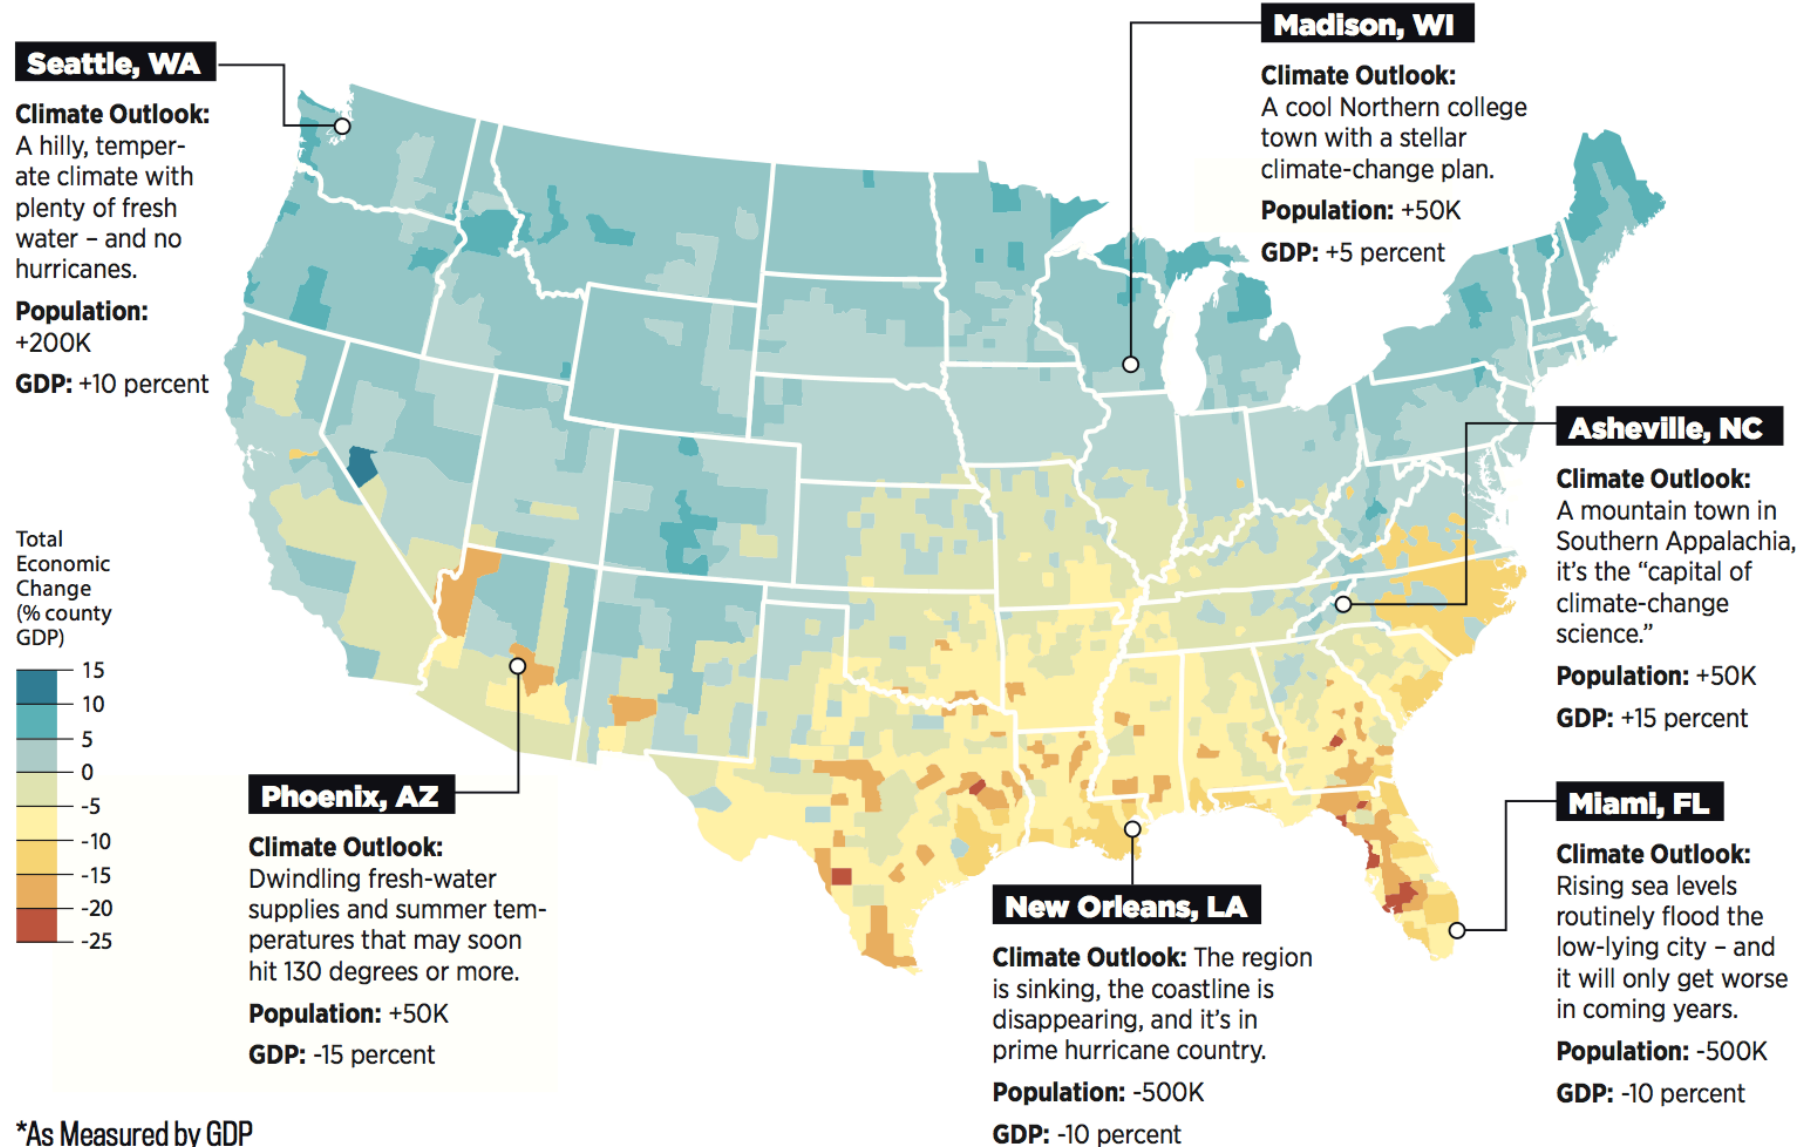 Seattle, WA
Climate Outlook:
A hilly, temper-
ate climate with
plenty of fresh
water – and no
hurricanes.
Population:
+200K
GDP: +10 percent
Madison, WI
Climate Outlook:
A cool Northern college
town with a stellar
climate-change plan.
Population: +50K
GDP: +5 percent
Asheville, NC
Climate Outlook:
A mountain town in
Southern Appalachia,
it’s the “capital of
climate-change
science.”
Population: +50K
GDP: +15 percent
Total
Economic
Change
(% county
GDP)
15
10
5
0
-5
-10
-15
-20
-25
Phoenix, AZ
Climate Outlook:
Dwindling fresh-water
supplies and summer tem-
peratures that may soon
hit 130 degrees or more.
Population: +50K
GDP: -15 percent
New Orleans, LA
Climate Outlook: The region
is sinking, the coastline is
disappearing, and it’s in
prime hurricane country.
Population: -500K
GDP: -10 percent
Miami, FL
Climate Outlook:
Rising sea levels
routinely flood the
low-lying city – and
it will only get worse
in coming years.
Population: -500K
GDP: -10 percent
*As Measured by GDP